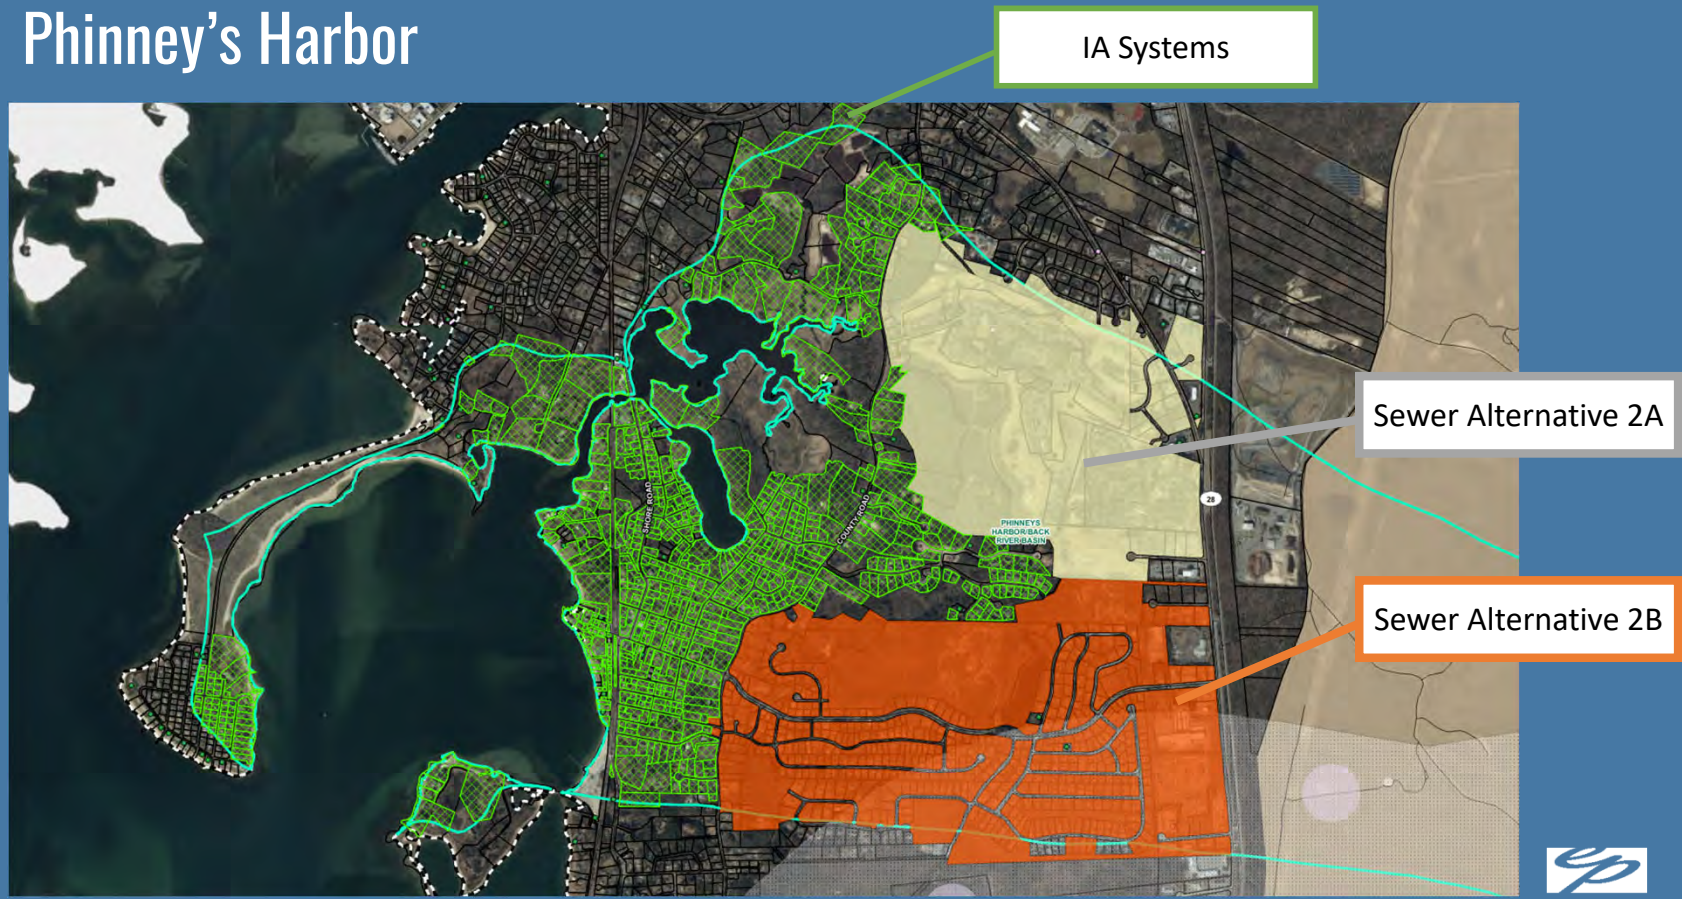 Phinney’s Harbor
IA Systems
Sewer Alternative 2A
28
SHORE ROAD
COUNTY ROAD
PHINNEYS
HARBOR/BACK
RIVER BASIN
Sewer Alternative 2B